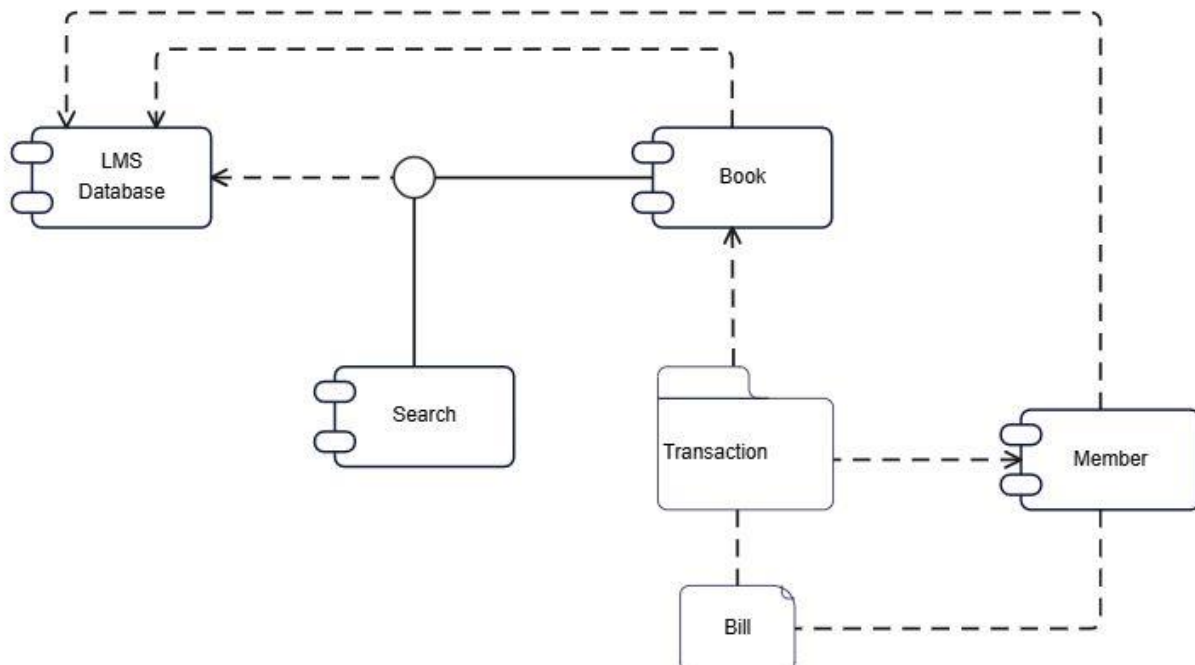 LMS
Database
Book
Search
Transaction
Member
Bill